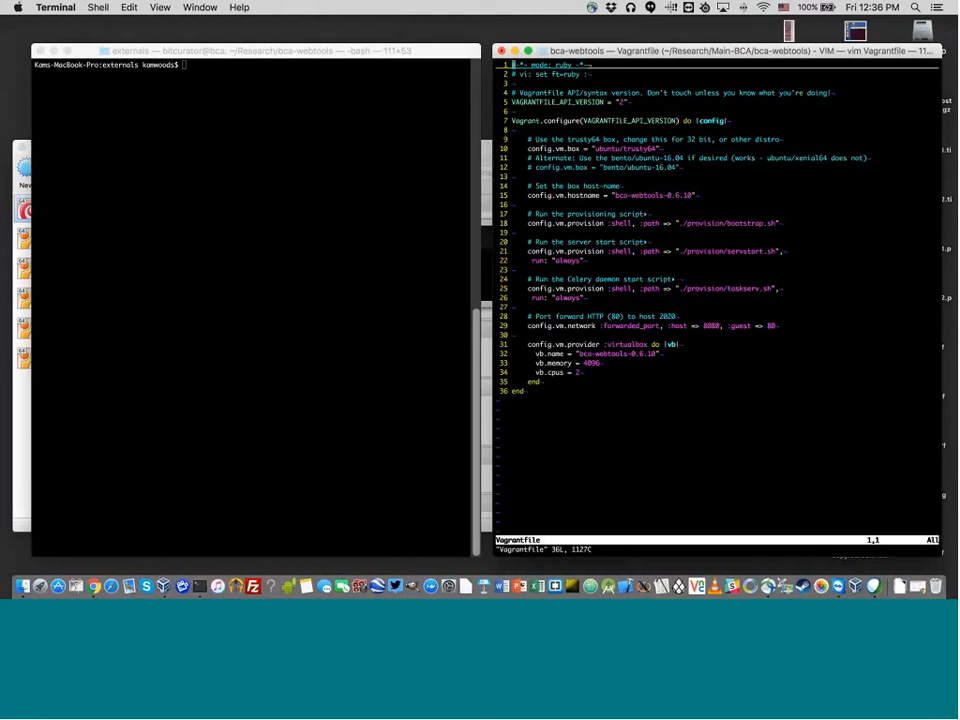 Terminal Shell Edit View Window Help 100% Fri 12:36 PM
externals — bitcurator@bca: ~/Research/bca-webtools — -bash — 111×53
Kams-MacBook-Pro:externals kamwoods$
bca-webtools — Vagrantfile (~/Research/Main-BCA/bca-webtools) - VIM — vim Vagrantfile — 11...
1 #-*- mode: ruby -*-¬
2 # vi: set ft=ruby :¬
3 ¬
4 # Vagrantfile API/syntax version. Don't touch unless you know what you're doing!¬
5 VAGRANTFILE_API_VERSION = "2"¬
6 ¬
7 Vagrant.configure(VAGRANTFILE_API_VERSION) do |config|¬
8 ¬
9 # Use the trusty64 box, change this for 32 bit, or other distro¬
10 config.vm.box = "ubuntu/trusty64"¬
11 # Alternate: Use the bento/ubuntu-16.04 if desired (works - ubuntu/xenial64 does not)¬
12 # config.vm.box = "bento/ubuntu-16.04"¬
13 ¬
14 # Set the box host-name¬
15 config.vm.hostname = "bca-webtools-0.6.10"¬
16 ¬
17 # Run the provisioning script ¬
18 config.vm.provision :shell, :path => "./provision/bootstrap.sh"¬
19 ¬
20 # Run the server start script ¬
21 config.vm.provision :shell, :path => "./provision/servstart.sh",¬
22 run: "always"¬
23 ¬
24 # Run the Celery daemon start script ¬
25 config.vm.provision :shell, :path => "./provision/taskserv.sh",¬
26 run: "always"¬
27 ¬
28 # Port forward HTTP (80) to host 2020¬
29 config.vm.network :forwarded_port, :host => 8080, :guest => 80¬
30 ¬
31 config.vm.provider :virtualbox do |vb|¬
32 vb.name = "bca-webtools-0.6.10"¬
33 vb.memory = 4096¬
34 vb.cpus = 2¬
35 end¬
36 end¬
Vagrantfile 1,1 All
"Vagrantfile" 36L, 1127C